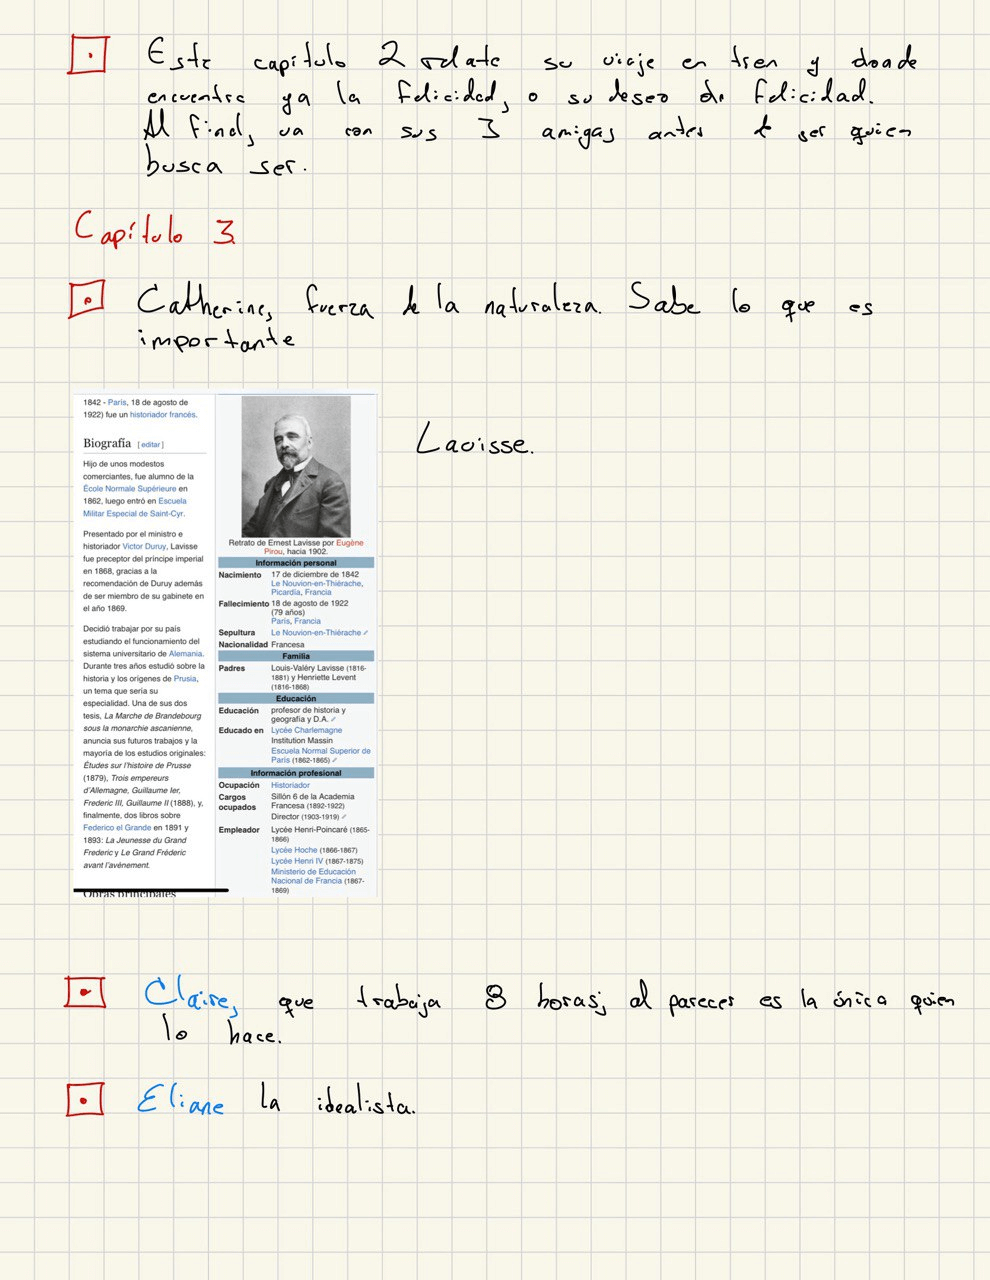 Este capítulo 2 relata su viaje en tren y donde
encuentra ya la felicidad, o su deseo de felicidad.
Al final, va con sus 3 amigas antes de ser quien
busca ser.
Capítulo 3
Catherine, fuerza de la naturaleza. Sabe lo que es
importante
1842 - París, 18 de agosto de
1922) fue un historiador francés.
Biografía [ editar ]
Hijo de unos modestos
comerciantes, fue alumno de la
École Normale Supérieure en
1862, luego entró en Escuela
Militar Especial de Saint-Cyr.
Presentado por el ministro e
historiador Victor Duruy, Lavisse
fue preceptor del príncipe imperial
en 1868, gracias a la
recomendación de Duruy además
de ser miembro de su gabinete en
el año 1869.
Decidió trabajar por su país
estudiando el funcionamiento del
sistema universitario de Alemania.
Durante tres años estudió sobre la
historia y los orígenes de Prusia,
un tema que sería su
especialidad. Una de sus dos
tesis, La Marche de Brandebourg
sous la monarchie ascanienne,
anuncia sus futuros trabajos y la
mayoría de los estudios originales:
Études sur l'histoire de Prusse
(1879), Trois empereurs
d'Allemagne, Guillaume Ier,
Frederic III, Guillaume II (1888), y,
finalmente, dos libros sobre
Federico el Grande en 1891 y
1893: La Jeunesse du Grand
Frederic y Le Grand Fréderic
avant l'avénement.
Obras principales
Retrato de Ernest Lavisse por Eugène
Pirou, hacia 1902.
Información personal
Nacimiento 17 de diciembre de 1842
Le Nouvion-en-Thiérache,
Picardía, Francia
Fallecimiento 18 de agosto de 1922
(79 años)
París, Francia
Sepultura Le Nouvion-en-Thiérache
Nacionalidad Francesa
Familia
Padres Louis-Valéry Lavisse (1816-
1881) y Henriette Levent
(1816-1868)
Educación
Educación profesor de historia y
geografía y D.A.
Educado en Lycée Charlemagne
Institution Massin
Escuela Normal Superior de
París (1862-1865)
Información profesional
Ocupación Historiador
Cargos ocupados Sillón 6 de la Academia
Francesa (1892-1922)
Director (1903-1919)
Empleador Lycée Henri-Poincaré (1865-
1866)
Lycée Hoche (1866-1867)
Lycée Henri IV (1867-1875)
Ministerio de Educación
Nacional de Francia (1867-
1869)
Lavisse.
Claire, que trabaja 8 horas; al parecer es la única quien
lo hace.
Eliane la idealista.